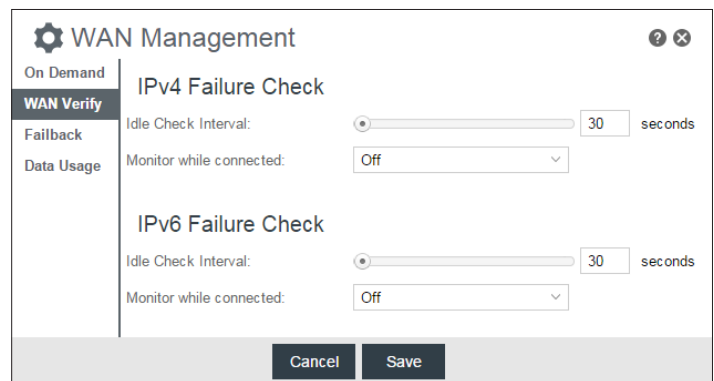 WAN Management
On Demand
WAN Verify
Failback
Data Usage
IPv4 Failure Check
Idle Check Interval: 30 seconds
Monitor while connected: Off
IPv6 Failure Check
Idle Check Interval: 30 seconds
Monitor while connected: Off
Cancel Save